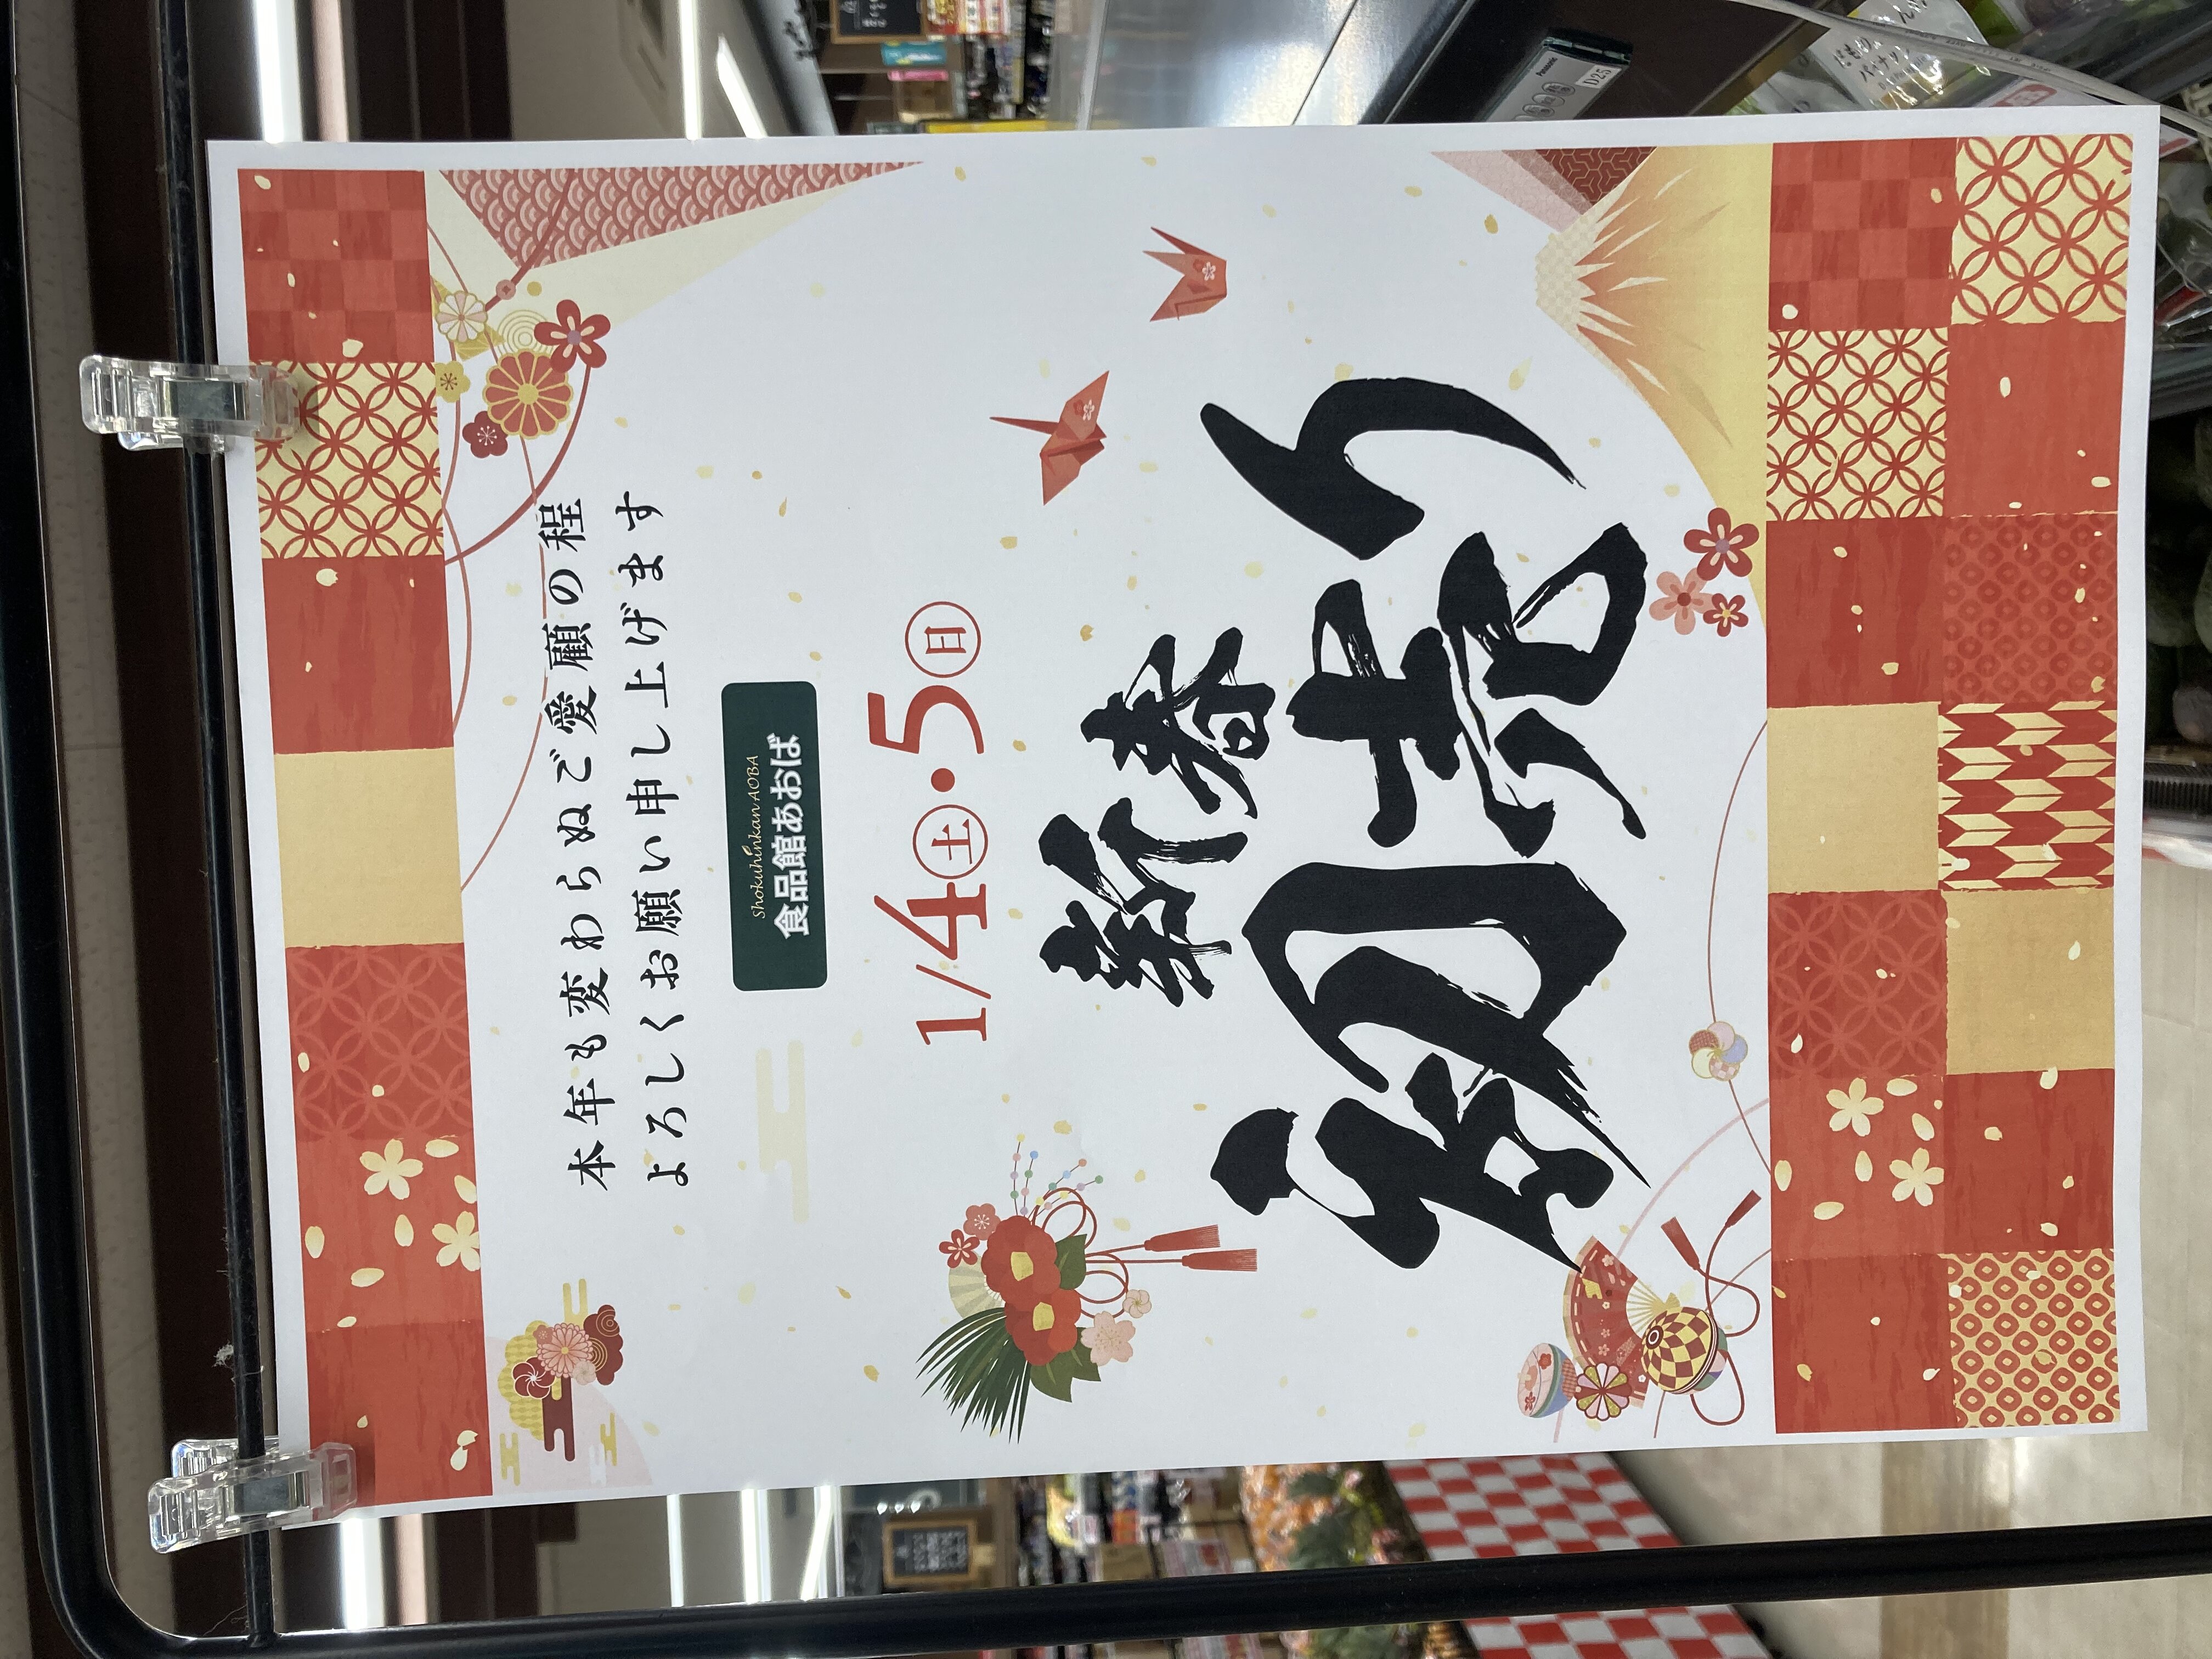 本年も変わらぬご愛顧の程
よろしくお願い申し上げます
Shokuhinkan AOBA
食品館あおば
1/4㊏・5㊐
新春
初売り
Panasonic
D25